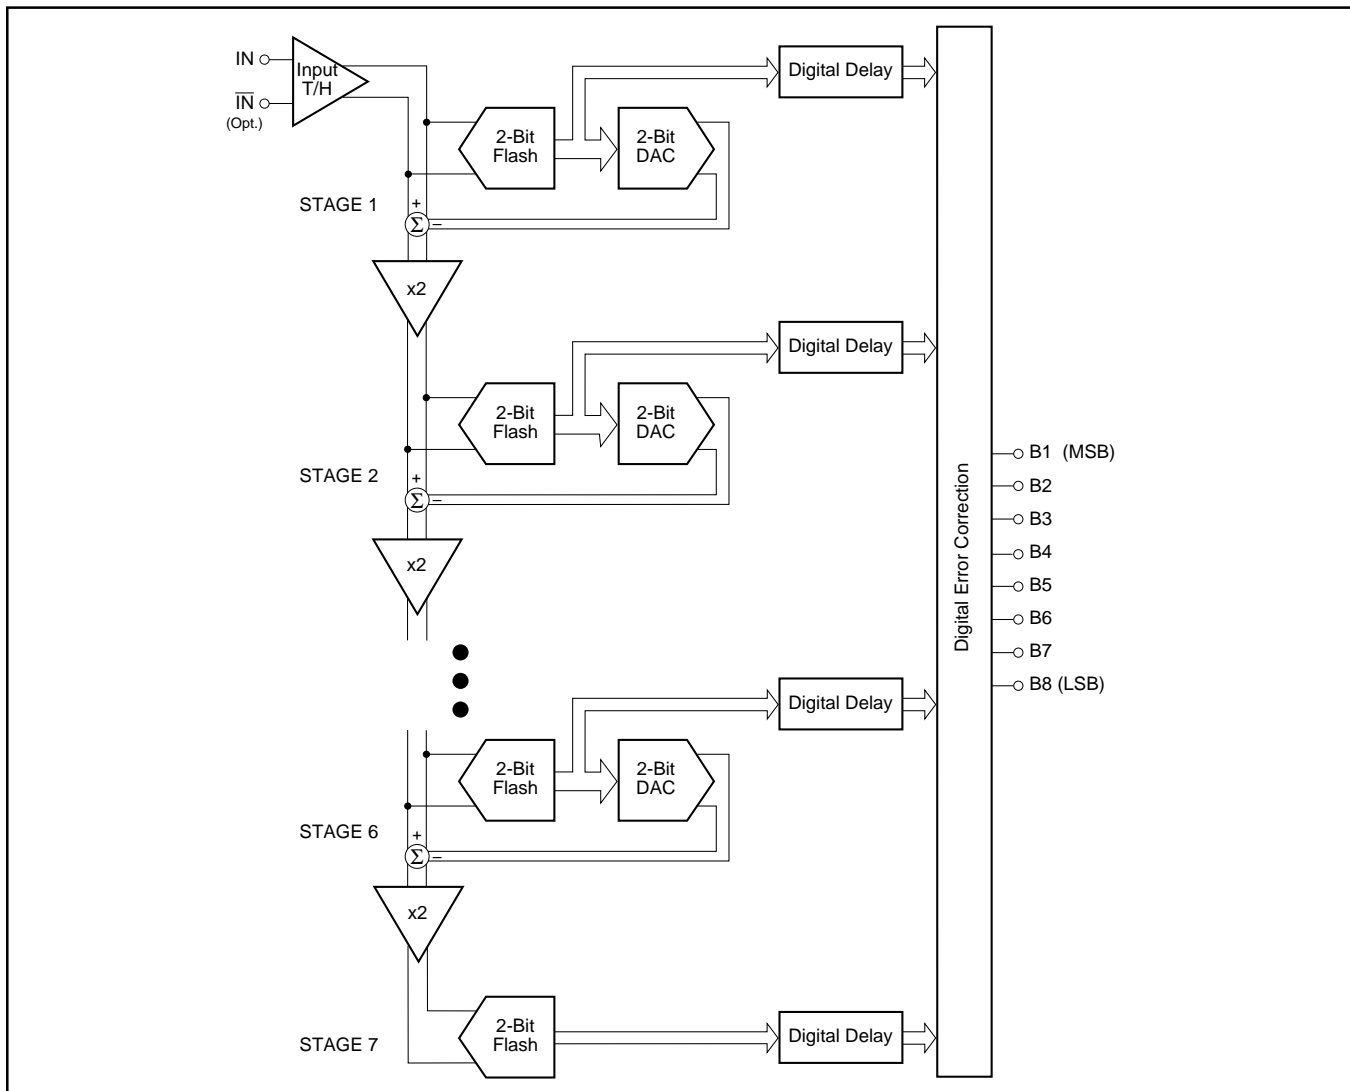 IN
Input
T/H
IN
(Opt.)
Digital Delay
2-Bit
Flash
2-Bit
DAC
STAGE 1
+
Σ
–
x2
Digital Delay
2-Bit
Flash
2-Bit
DAC
STAGE 2
+
Σ
–
x2
Digital Error Correction
B1 (MSB)
B2
B3
B4
B5
B6
B7
B8 (LSB)
Digital Delay
2-Bit
Flash
2-Bit
DAC
STAGE 6
+
Σ
–
x2
2-Bit
Flash
Digital Delay
STAGE 7